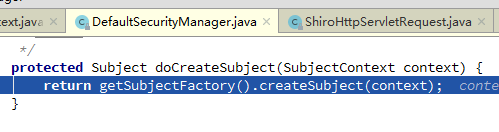 ext.java × DefaultSecurityManager.java × ShiroHttpServletRequest.java ×
*/
protected Subject doCreateSubject(SubjectContext context) {
return getSubjectFactory().createSubject(context); conte
}